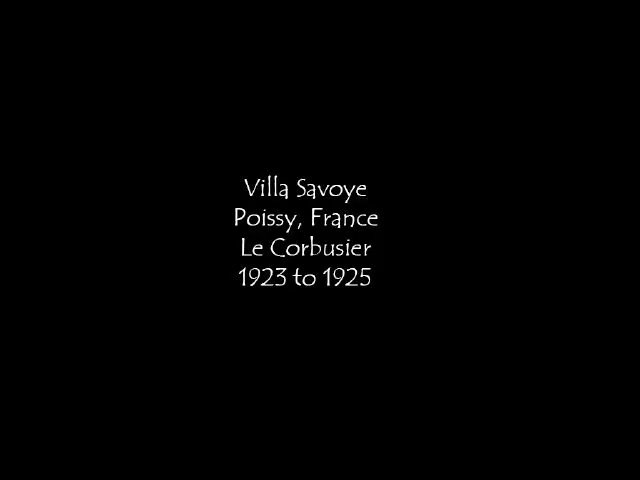 Villa Savoye
Poissy, France
Le Corbusier
1923 to 1925